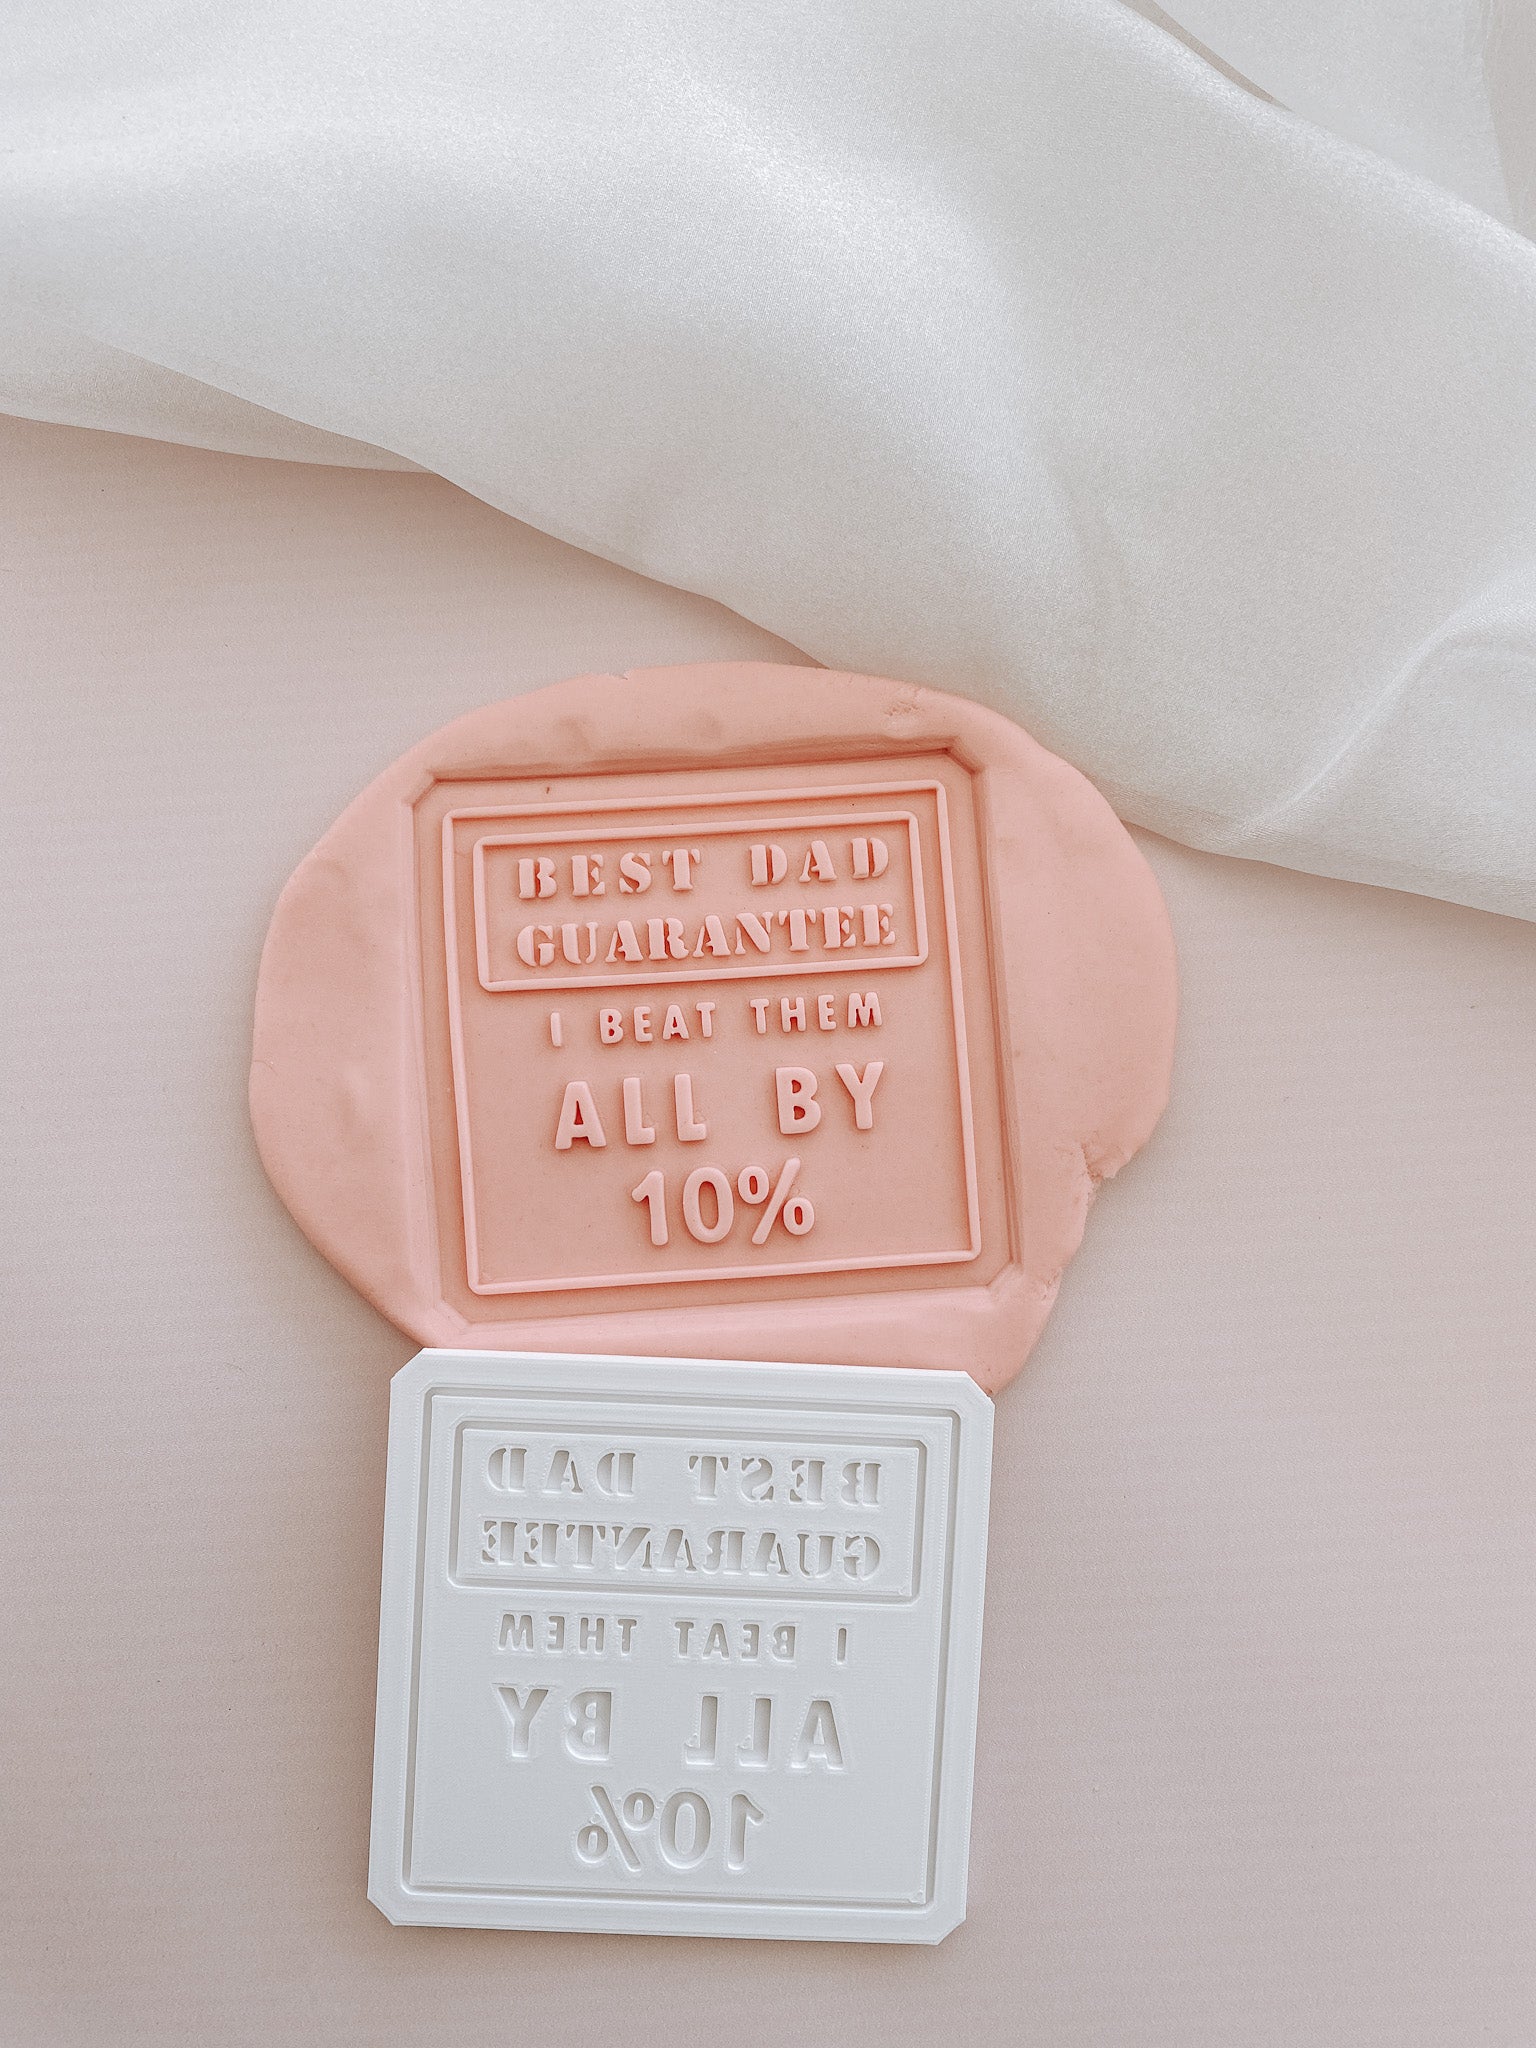 BEST DAD
GUARANTEE
I BEAT THEM
ALL BY
10%
BEST DAD
GUARANTEE
I BEAT THEM
ALL BY
10%